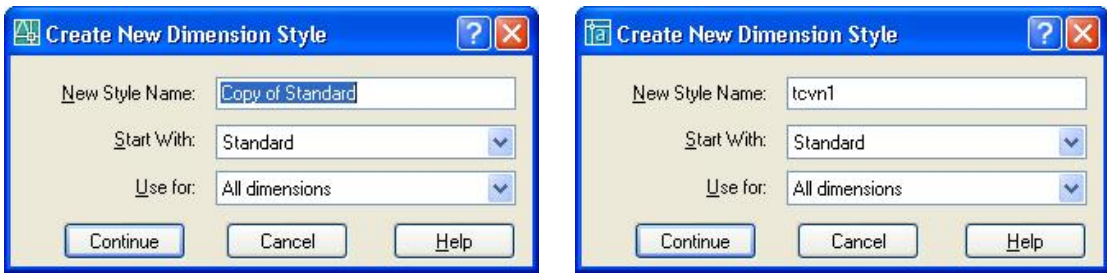 Create New Dimension Style
New Style Name: Copy of Standard
Start With: Standard
Use for: All dimensions
Continue Cancel Help
Create New Dimension Style
New Style Name: tcvn1
Start With: Standard
Use for: All dimensions
Continue Cancel Help